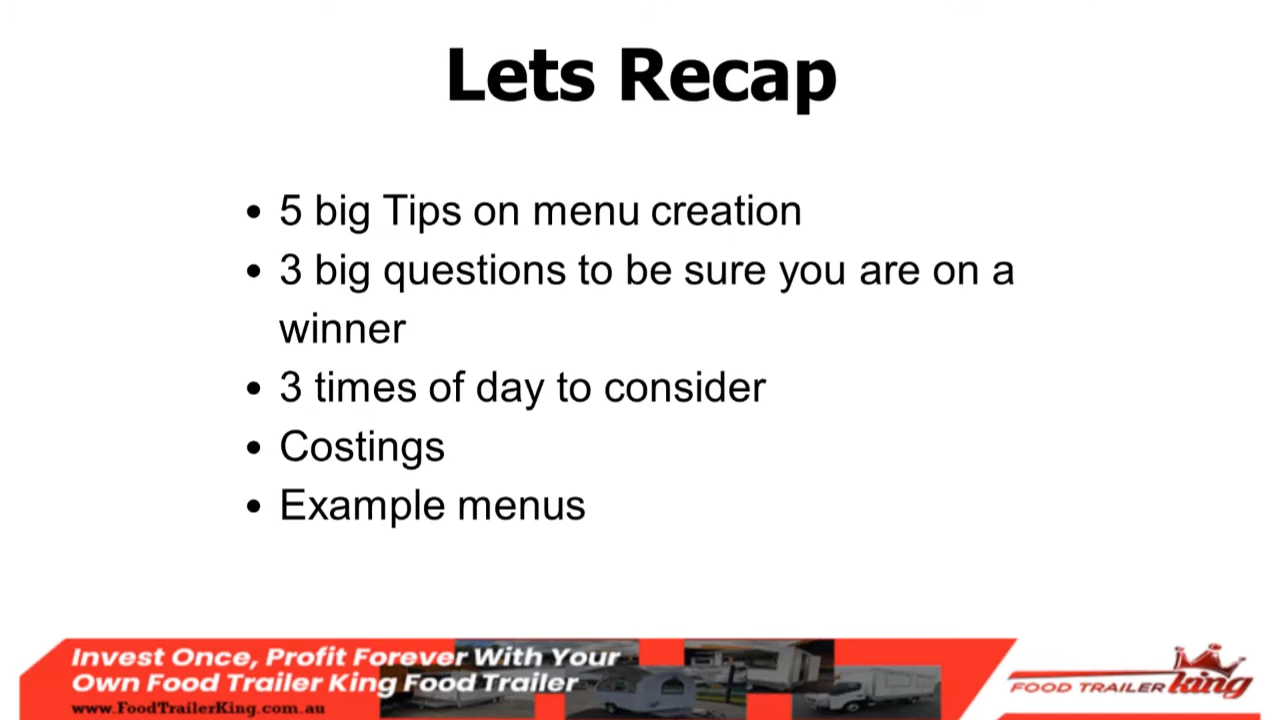 Lets Recap
• 5 big Tips on menu creation
• 3 big questions to be sure you are on a
winner
• 3 times of day to consider
• Costings
• Example menus
Invest Once, Profit Forever With Your
Own Food Trailer King Food Trailer
www.FoodTrailerKing.com.au
FOOD TRAILER king